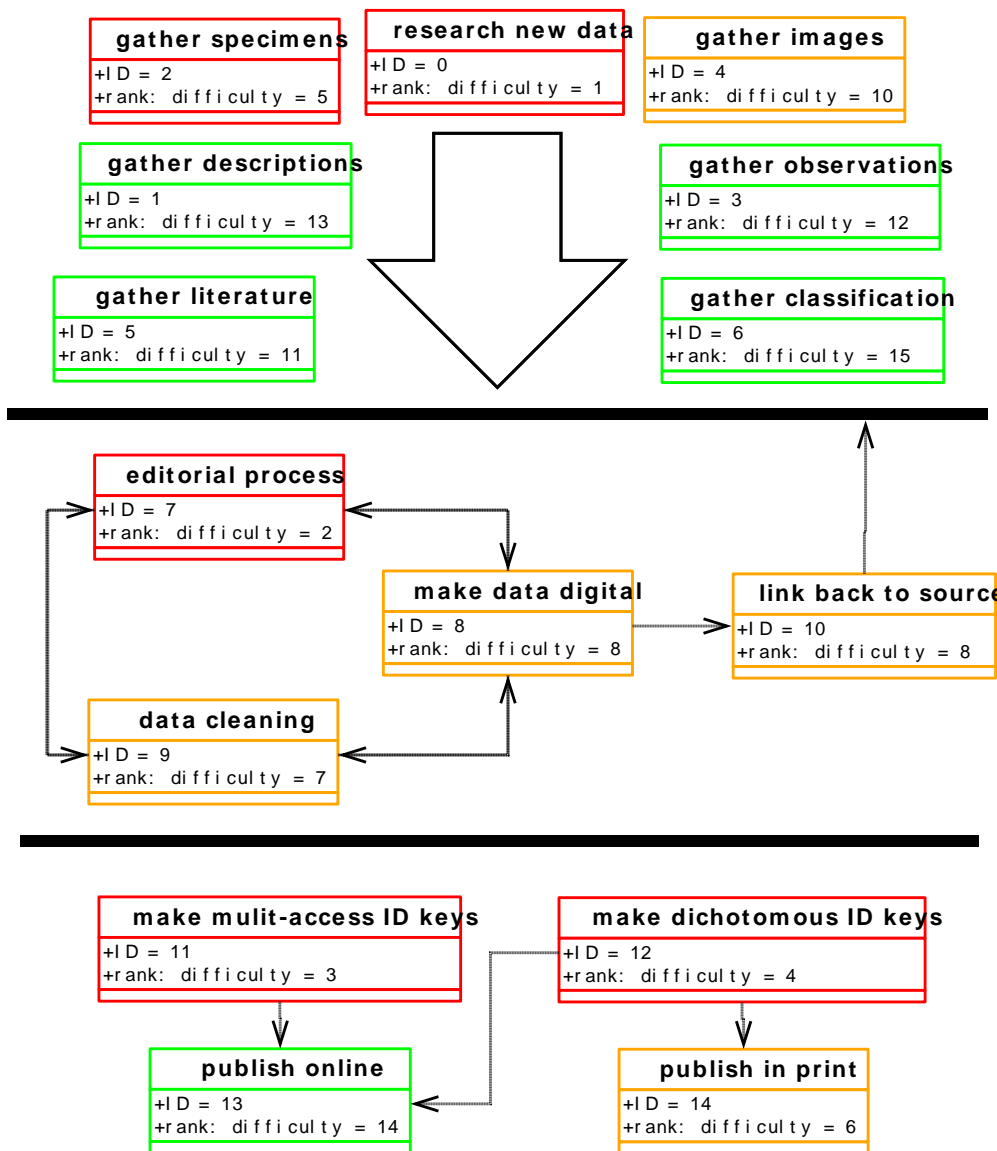 gather specimens
+ID = 2
+rank: difficulty = 5
research new data
+ID = 0
+rank: difficulty = 1
gather images
+ID = 4
+rank: difficulty = 10
gather descriptions
+ID = 1
+rank: difficulty = 13
gather observations
+ID = 3
+rank: difficulty = 12
gather literature
+ID = 5
+rank: difficulty = 11
gather classification
+ID = 6
+rank: difficulty = 15
editorial process
+ID = 7
+rank: difficulty = 2
make data digital
+ID = 8
+rank: difficulty = 8
link back to source
+ID = 10
+rank: difficulty = 8
data cleaning
+ID = 9
+rank: difficulty = 7
make mulit-access ID keys
+ID = 11
+rank: difficulty = 3
make dichotomous ID keys
+ID = 12
+rank: difficulty = 4
publish online
+ID = 13
+rank: difficulty = 14
publish in print
+ID = 14
+rank: difficulty = 6